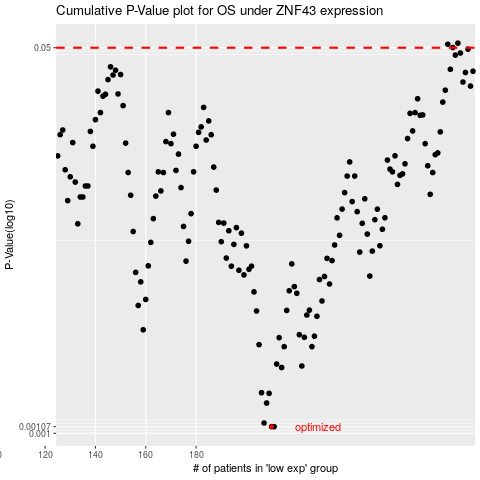 Cumulative P-Value plot for OS under ZNF43 expression
0.05
P-Value(log10)
optimized
0.00107
0.001
0
120
140
160
180
# of patients in 'low exp' group